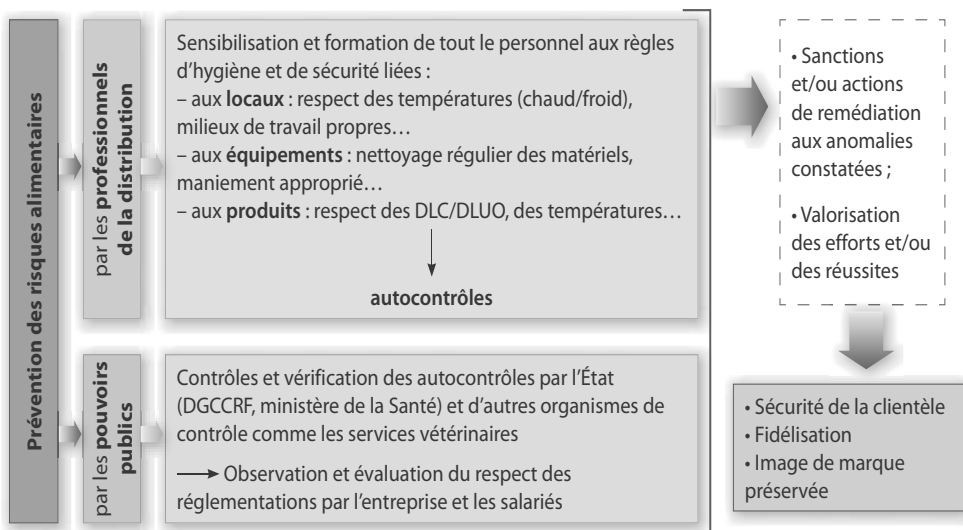 Prévention des risques alimentaires
par les professionnels
de la distribution
Sensibilisation et formation de tout le personnel aux règles
d'hygiène et de sécurité liées :
– aux locaux : respect des températures (chaud/froid),
milieux de travail propres…
– aux équipements : nettoyage régulier des matériels,
maniement approprié…
– aux produits : respect des DLC/DLUO, des températures…
autocontrôles
par les pouvoirs
publics
Contrôles et vérification des autocontrôles par l'État
(DGCCRF, ministère de la Santé) et d'autres organismes de
contrôle comme les services vétérinaires
Observation et évaluation du respect des
réglementations par l'entreprise et les salariés
• Sanctions
et/ou actions
de remédiation
aux anomalies
constatées ;
• Valorisation
des efforts et/ou
des réussites
• Sécurité de la clientèle
• Fidélisation
• Image de marque
préservée